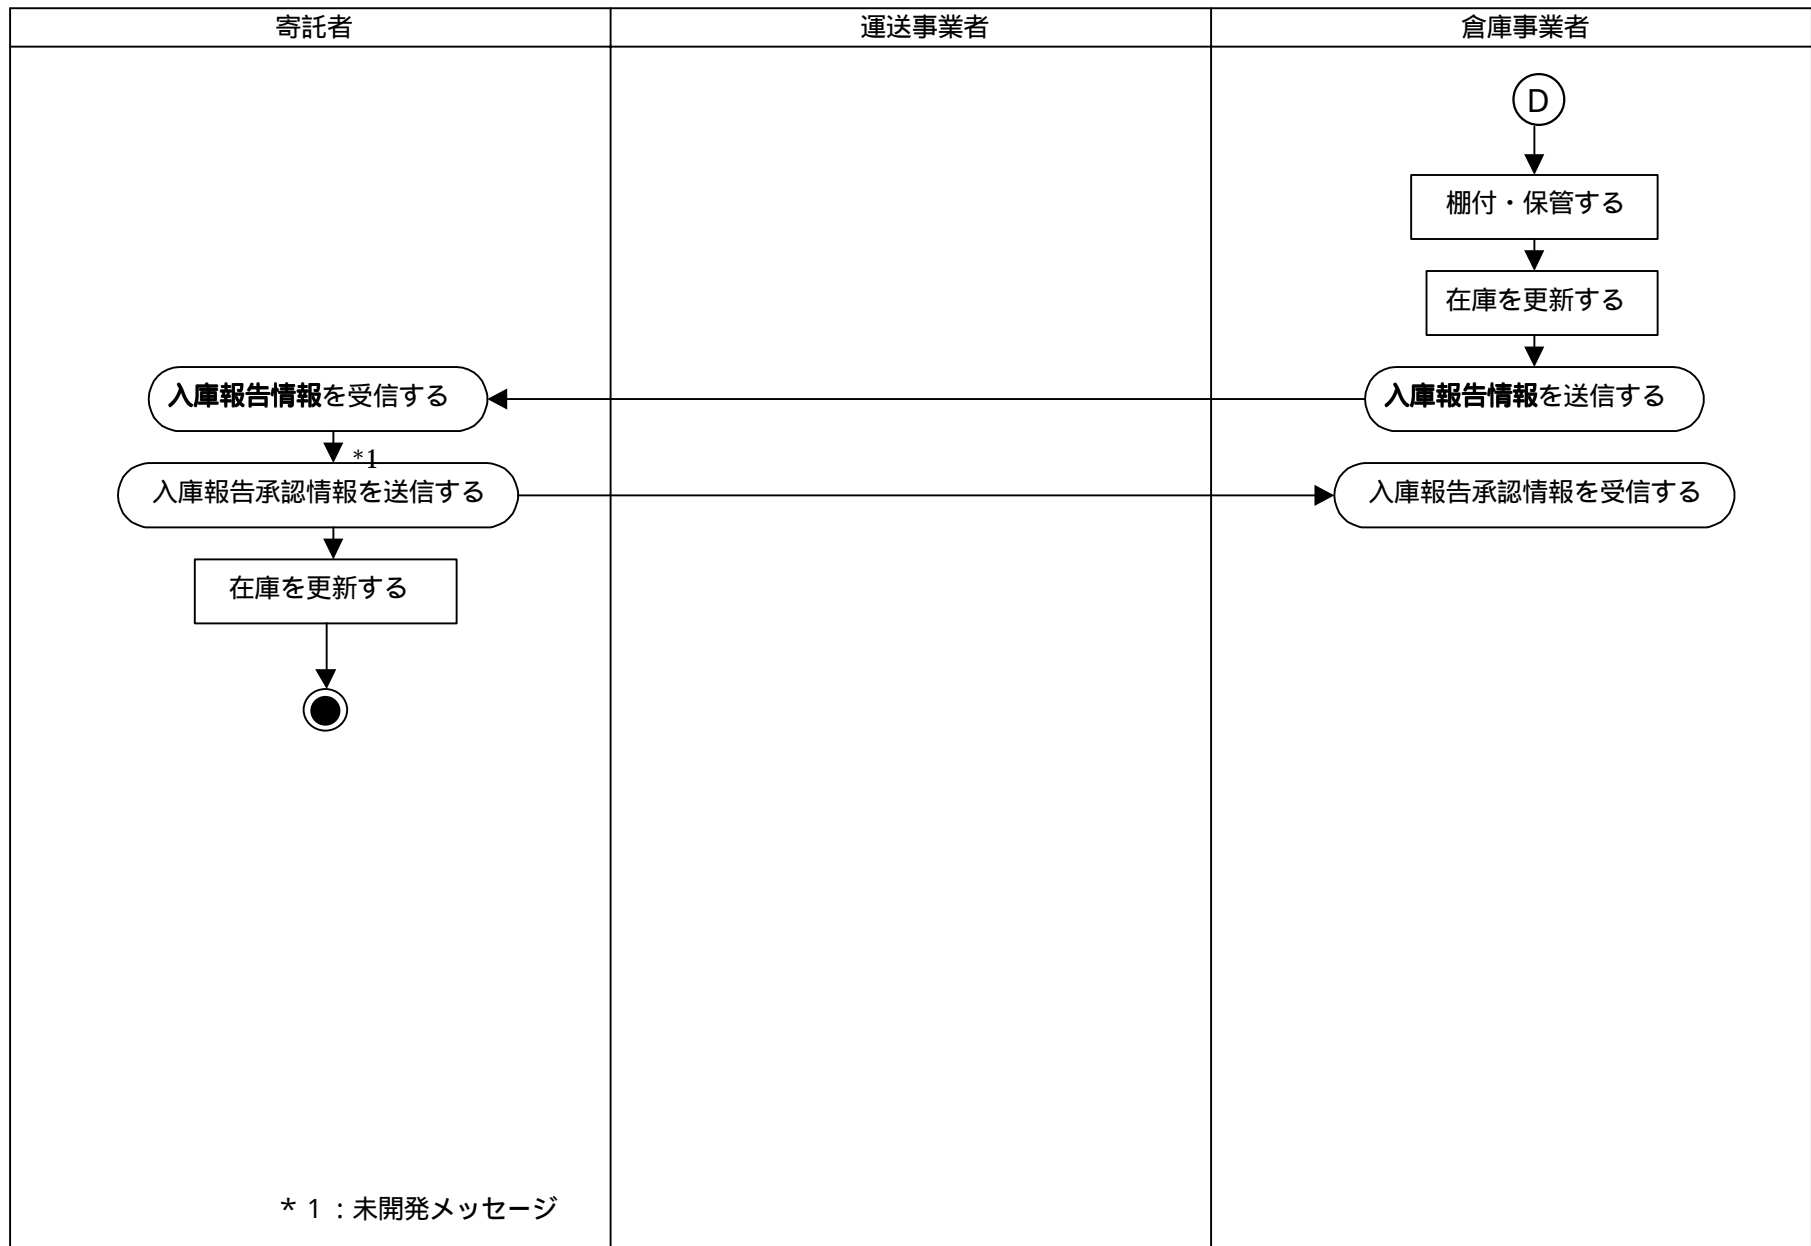 寄託者
運送事業者
倉庫事業者
D
棚付・保管する
在庫を更新する
入庫報告情報を受信する
入庫報告情報を送信する
*1
入庫報告承認情報を送信する
入庫報告承認情報を受信する
在庫を更新する
*1:未開発メッセージ